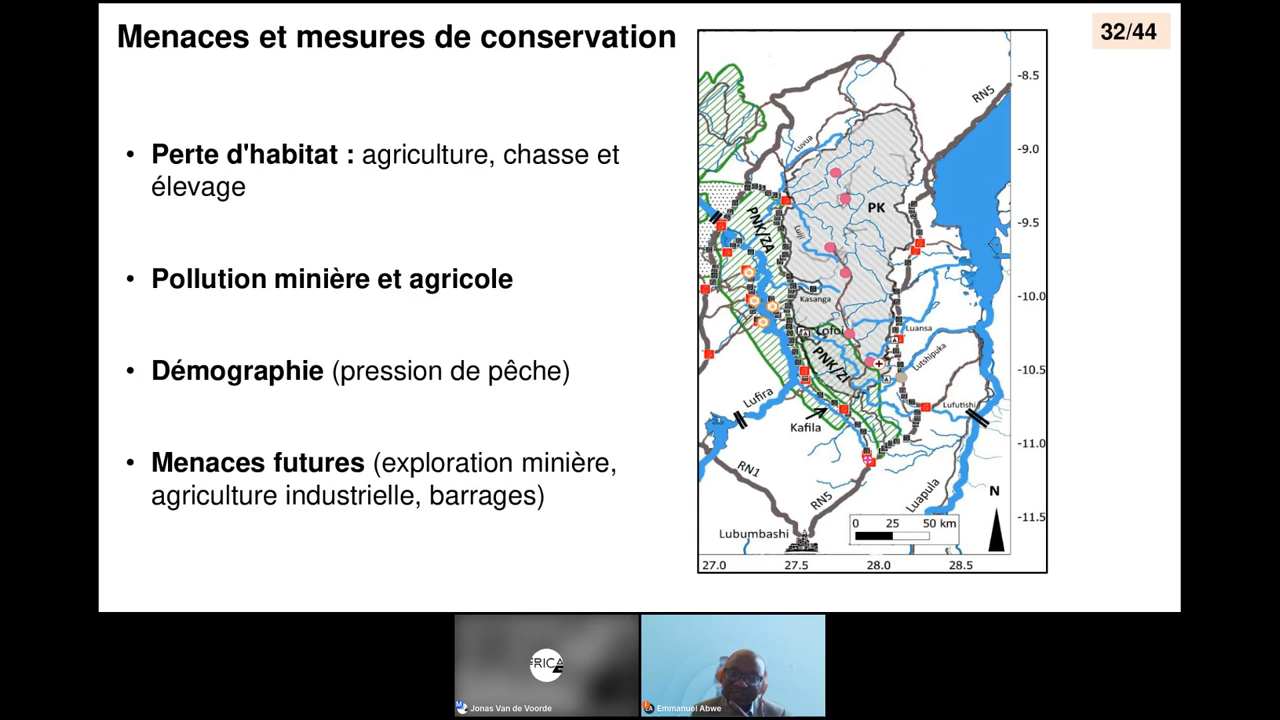 Menaces et mesures de conservation
32/44
• Perte d'habitat : agriculture, chasse et
élevage
• Pollution minière et agricole
• Démographie (pression de pêche)
• Menaces futures (exploration minière,
agriculture industrielle, barrages)
-8.5
RN5
Luvua
-9.0
PK
PNK/ZA
-9.5
Kasanga
-10.0
Lofoi
Luansa
PNK/ZI
Lutshipuka
-10.5
Lufira
Lufutishi
Kafila
-11.0
RN1
RN5
Luapula
N
-11.5
0 25 50 km
Lubumbashi
27.0 27.5 28.0 28.5
FRICA
Jonas Van de Voorde
Emmanuel Abwe